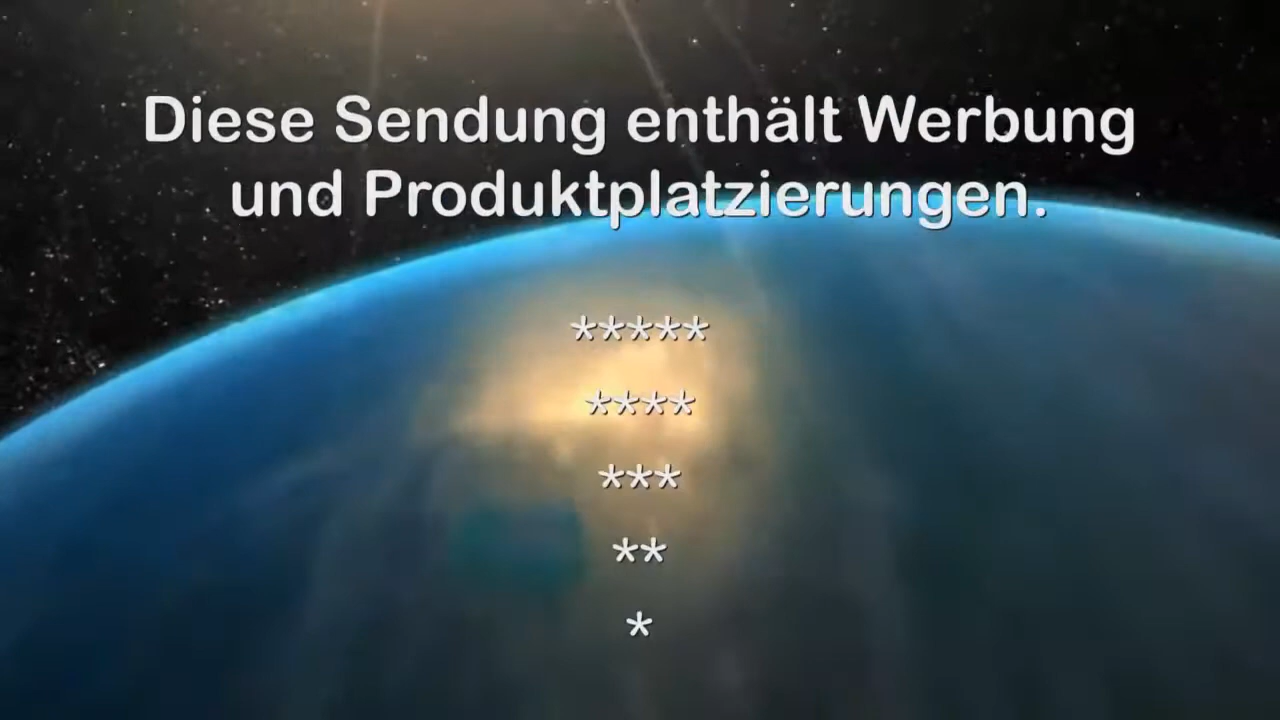 Diese Sendung enthält Werbung
und Produktplatzierungen.
*****
****
***
**
*